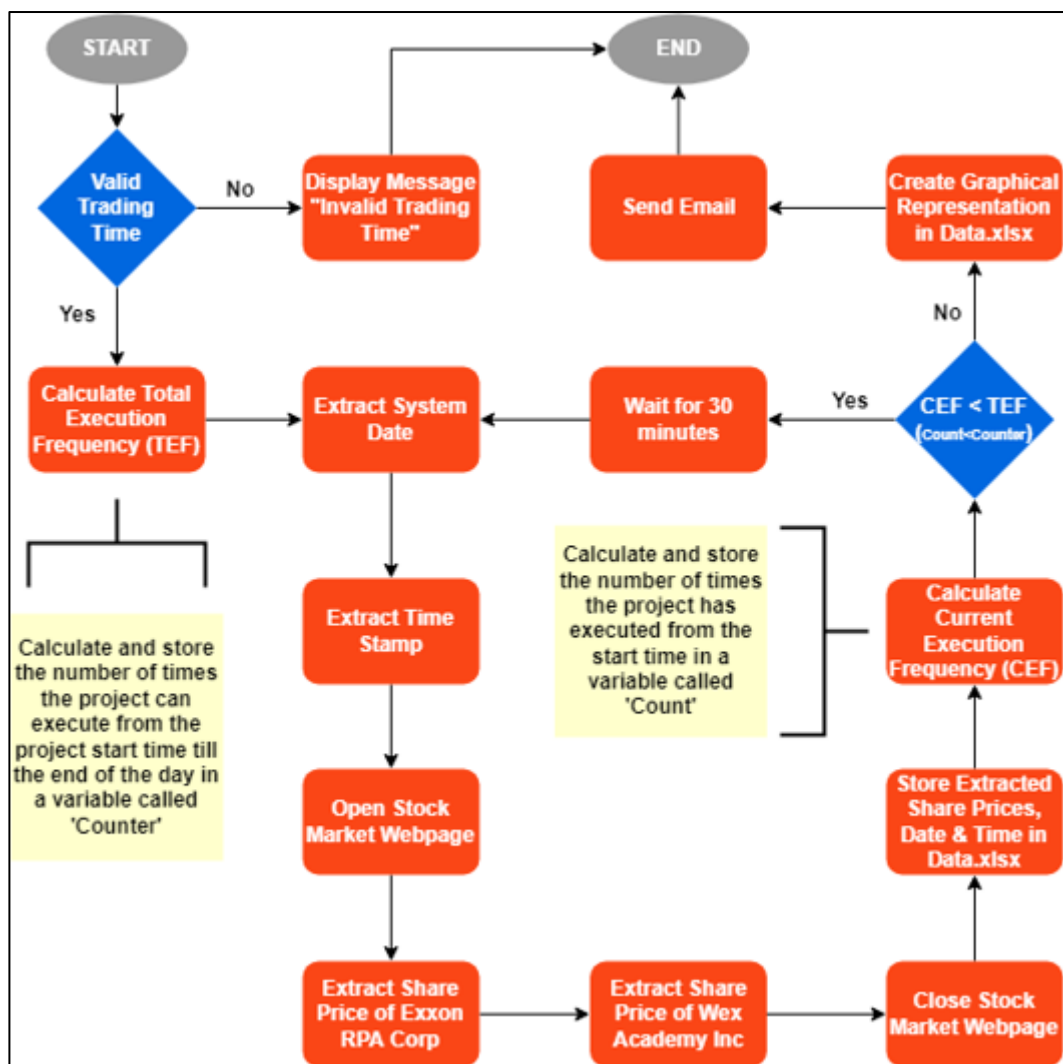 START
END
Valid
Trading
Time
No
Display Message
"Invalid Trading
Time"
Send Email
Create Graphical
Representation
in Data.xlsx
Yes
No
Calculate Total
Execution
Frequency (TEF)
Extract System
Date
Wait for 30
minutes
Yes
CEF < TEF
(Count<Counter)
Calculate and store
the number of times
the project can
execute from the
project start time till
the end of the day in
a variable called
'Counter'
Extract Time
Stamp
Calculate and store
the number of times
the project has
executed from the
start time in a
variable called
'Count'
Calculate
Current
Execution
Frequency (CEF)
Open Stock
Market Webpage
Store Extracted
Share Prices,
Date & Time in
Data.xlsx
Extract Share
Price of Exxon
RPA Corp
Extract Share
Price of Wex
Academy Inc
Close Stock
Market Webpage